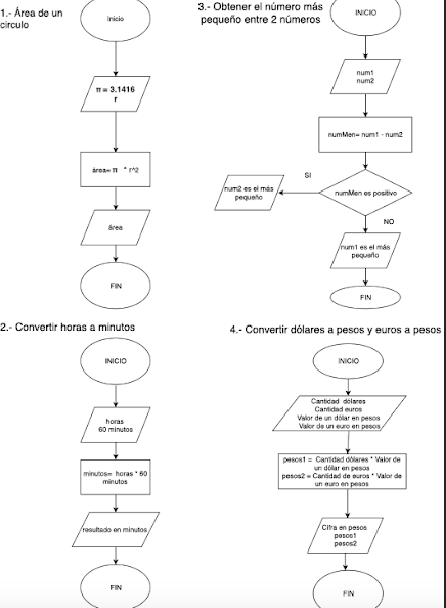 1.- Área de un
circulo
Inicio
π = 3.1416
r
área= π * r^2
área
FIN
3.- Obtener el número más
pequeño entre 2 números
INICIO
num1
num2
numMen= num1 - num2
numMen es positivo
SI
num2 es el más
pequeño
NO
num1 es el más
pequeño
FIN
2.- Convertir horas a minutos
INICIO
horas
60 minutos
minutos= horas * 60
minutos
resultado en minutos
FIN
4.- Convertir dólares a pesos y euros a pesos
INICIO
Cantidad dólares
Cantidad euros
Valor de un dólar en pesos
Valor de un euro en pesos
pesos1 = Cantidad dólares * Valor de
un dólar en pesos
pesos2 = Cantidad de euros * Valor de
un euro en pesos
Cifra en pesos
pesos1
pesos2
FIN